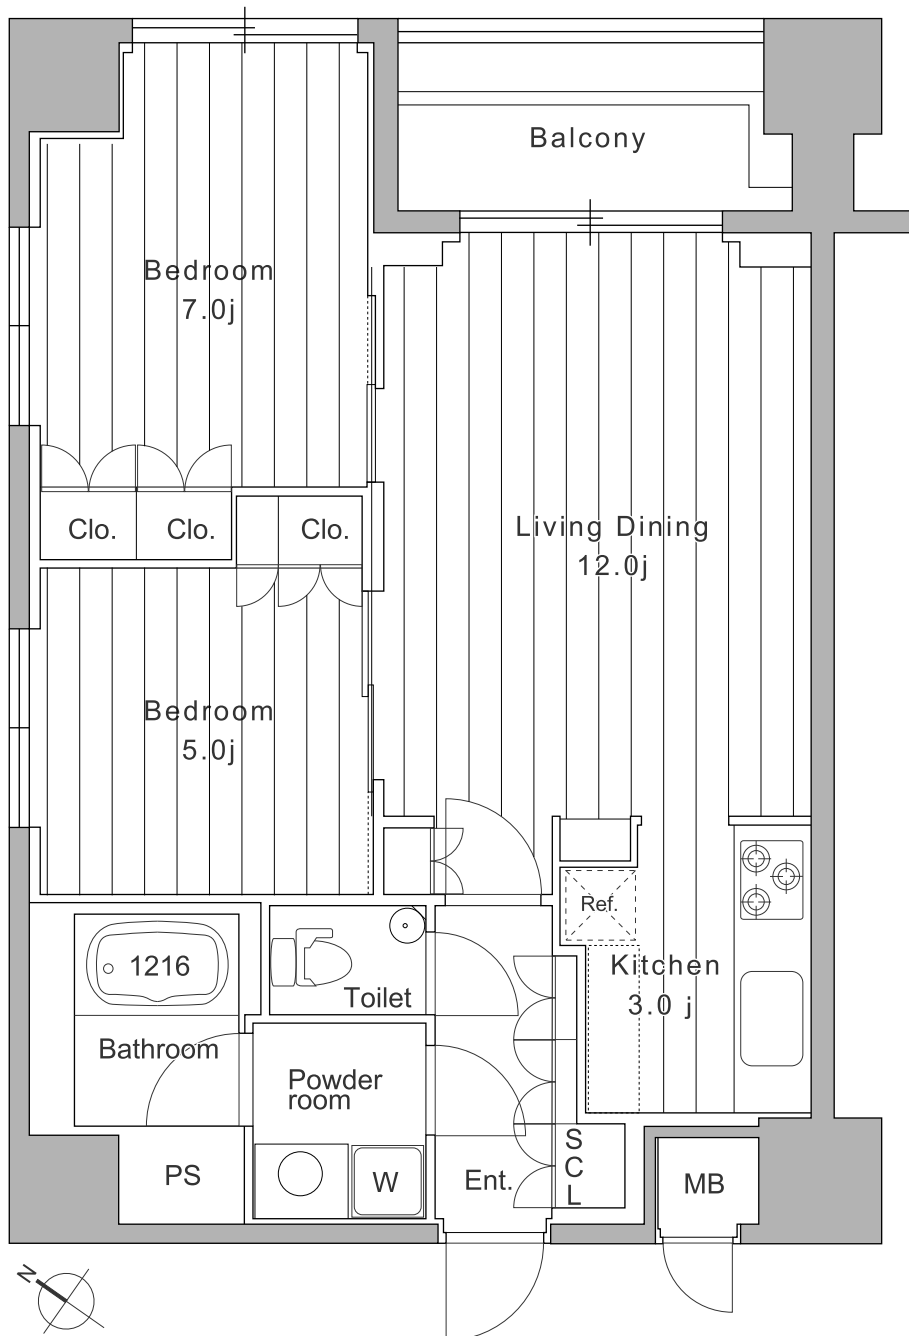 Balcony
Bedroom
7.0j
Clo.
Clo.
Clo.
Living Dining
12.0j
Bedroom
5.0j
Ref.
1216
Kitchen
3.0 j
Toilet
Bathroom
Powder
room
S
C
L
PS
W
Ent.
MB
N